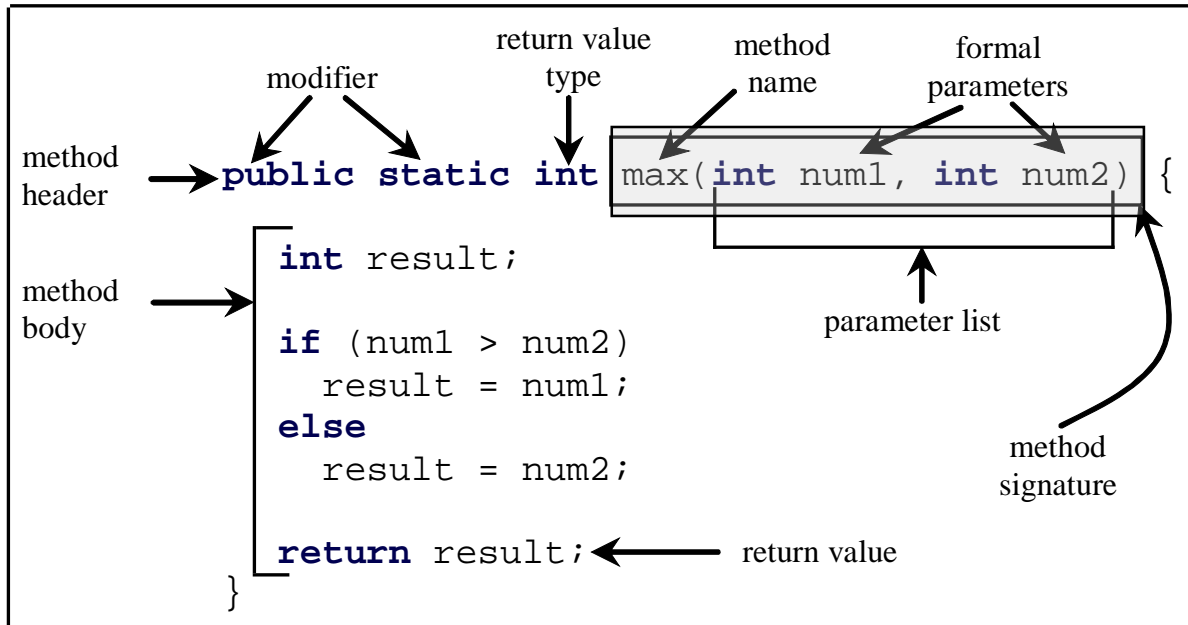 return value
type
method
name
formal
parameters
modifier
method
header
public static int max(int num1, int num2) {
int result;
method
body
parameter list
if (num1 > num2)
result = num1;
else
result = num2;
method
signature
return result;
return value
}